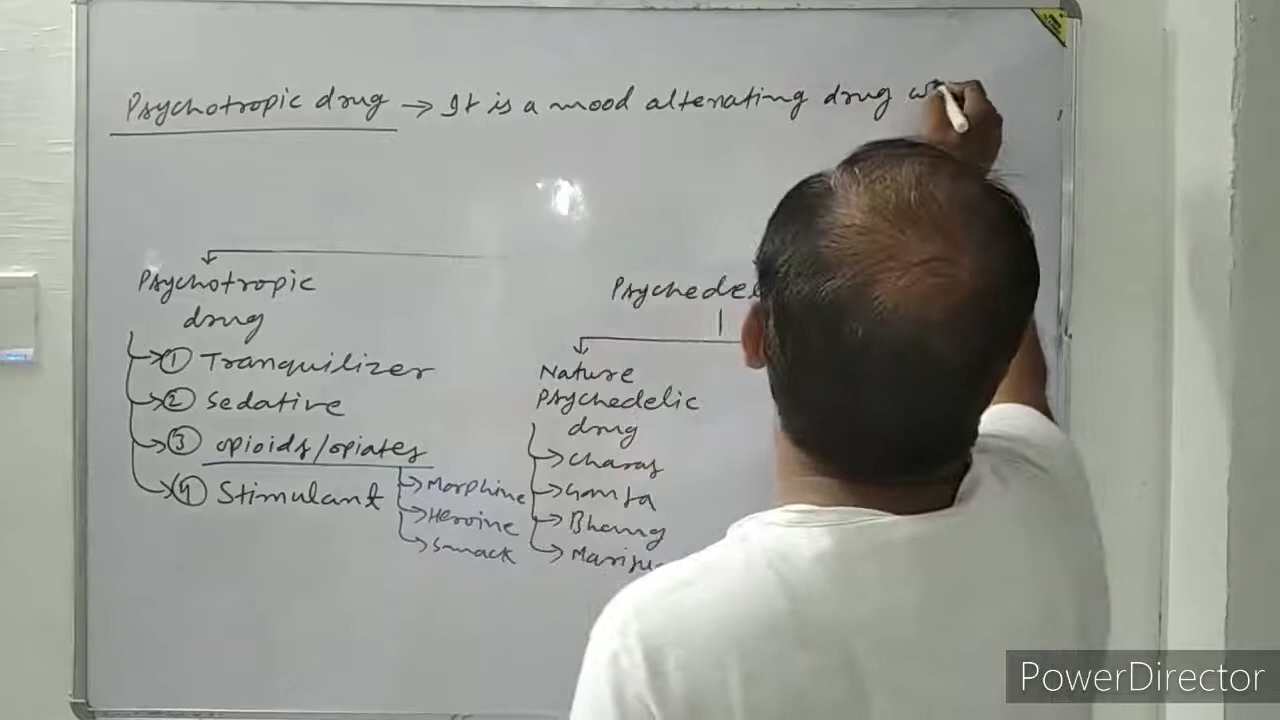 Psychotropic drug → It is a mood alternating drug
Psychotropic
drug
① Tranquilizer
② Sedative
③ opioids/opiates
④ Stimulant
→ Morphine
→ Heroine
→ Smack
Nature
Psychedelic
drug
→ Charas
→ Ganja
→ Bhang
PowerDirector